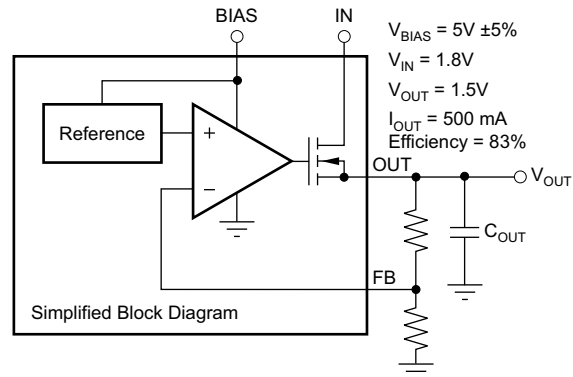 BIAS
IN
V_BIAS = 5V ±5%
V_IN = 1.8V
V_OUT = 1.5V
I_OUT = 500 mA
Efficiency = 83%
Reference
+
−
OUT
V_OUT
C_OUT
FB
Simplified Block Diagram